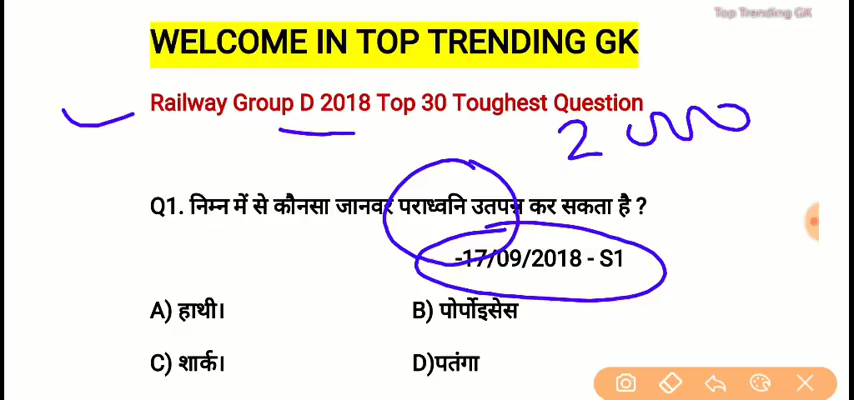 Top Trending GK
WELCOME IN TOP TRENDING GK
Railway Group D 2018 Top 30 Toughest Question
2
Q1. निम्न में से कौनसा जानवर पराध्वनि उतपन्न कर सकता है ?
-17/09/2018 - S1
A) हाथी। B) पोर्पोइसेस
C) शार्क। D)पतंगा